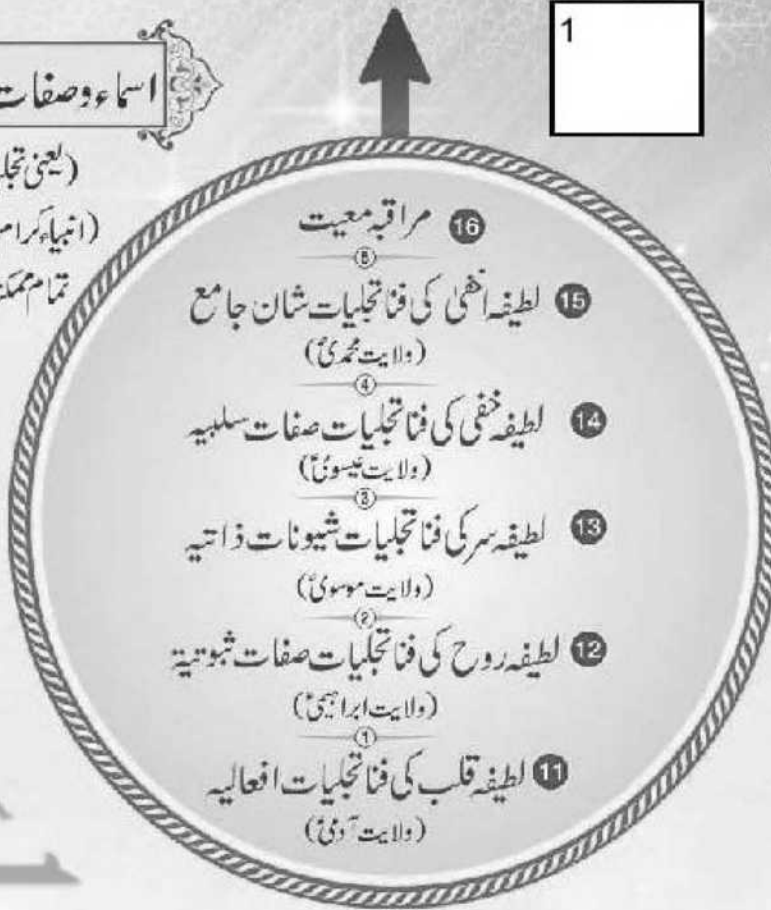 1
اسماء وصفات
(یعنی تجلی
(انبیاء کرام
تمام ممکن
16 مراقبہ معیت
5
15 لطیفہ اخفیٰ کی فنا تجلیات شان جامع
(ولایت محمدیؐ)
4
14 لطیفہ خفی کی فنا تجلیات صفات سلبیہ
(ولایت عیسویؑ)
3
13 لطیفہ سر کی فنا تجلیات شیونات ذاتیہ
(ولایت موسویؑ)
2
12 لطیفہ روح کی فنا تجلیات صفات ثبوتیۃ
(ولایت ابراہیمیؑ)
1
11 لطیفہ قلب کی فنا تجلیات افعالیہ
(ولایت آدمیؑ)